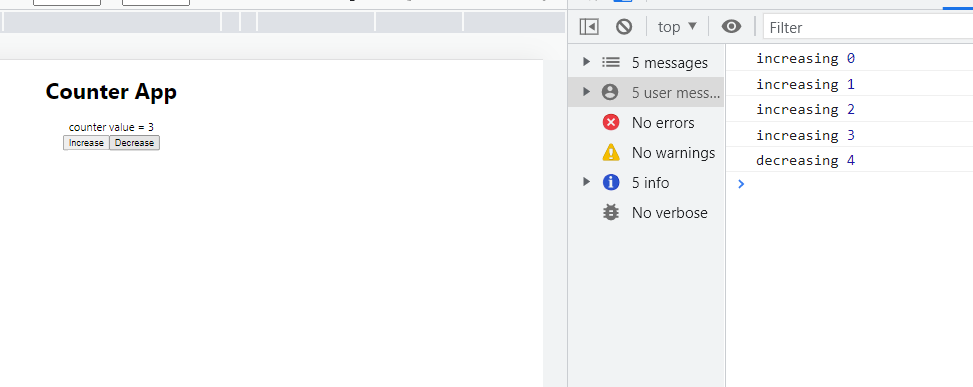 Counter App
counter value = 3
Increase Decrease
top ▼ Filter
5 messages
5 user mess...
No errors
No warnings
5 info
No verbose
increasing 0
increasing 1
increasing 2
increasing 3
decreasing 4